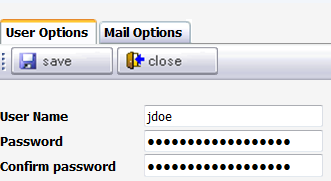 User Options Mail Options
save close
User Name jdoe
Password ••••••••••••••••••
Confirm password ••••••••••••••••••